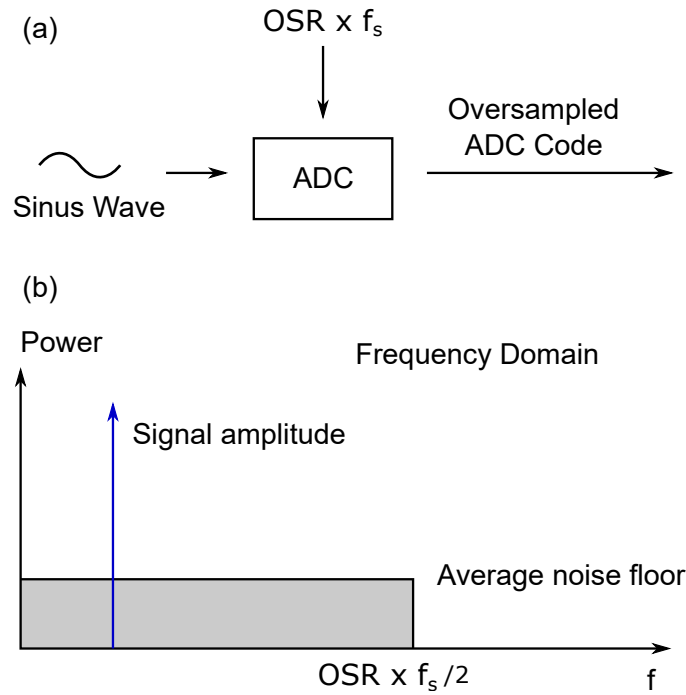 (a)
OSR x fₛ
Oversampled
ADC Code
ADC
Sinus Wave
(b)
Power
Frequency Domain
Signal amplitude
Average noise floor
OSR x fₛ/2
f